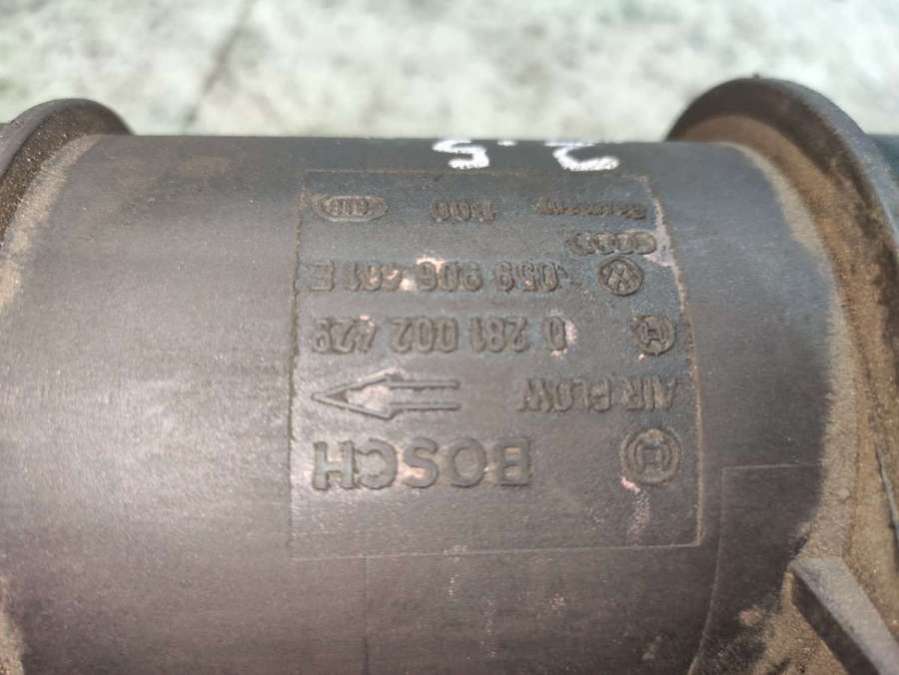 BOSCH
AIR FLOW
0 281 002 429
059 906 461 E
2.5